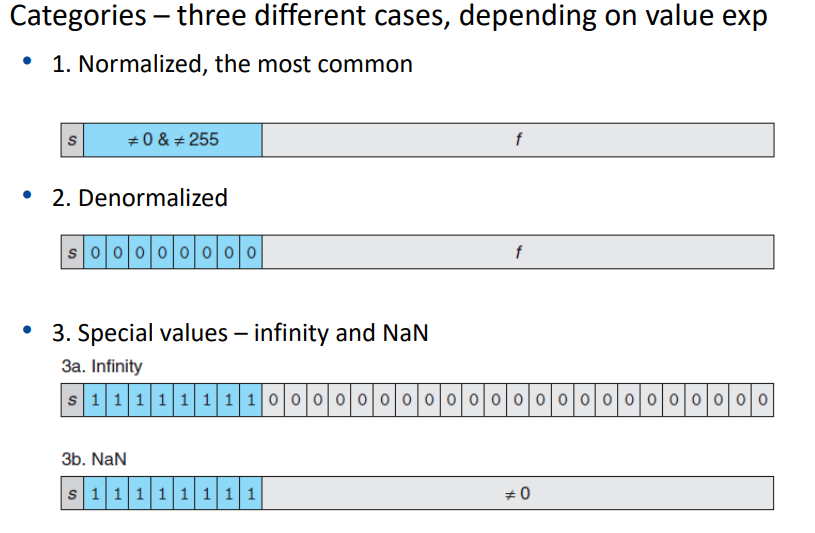 Categories – three different cases, depending on value exp
• 1. Normalized, the most common
s ≠ 0 & ≠ 255 f
• 2. Denormalized
s 0 0 0 0 0 0 0 0 f
• 3. Special values – infinity and NaN
3a. Infinity
s 1 1 1 1 1 1 1 1 0 0 0 0 0 0 0 0 0 0 0 0 0 0 0 0 0 0 0 0 0 0 0
3b. NaN
s 1 1 1 1 1 1 1 1 ≠ 0